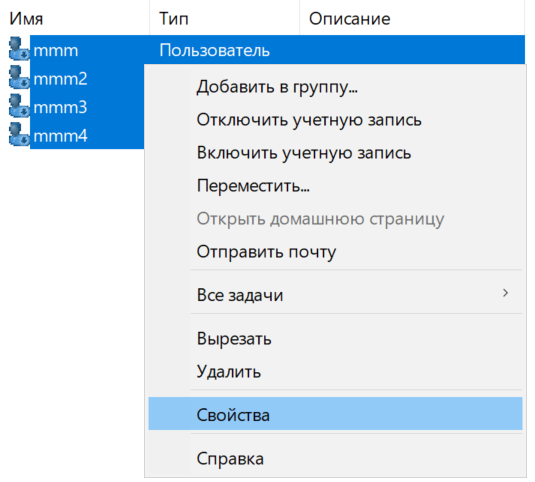 Имя Тип Описание
mmm Пользователь
mmm2
mmm3
mmm4
Добавить в группу...
Отключить учетную запись
Включить учетную запись
Переместить...
Открыть домашнюю страницу
Отправить почту
Все задачи
Вырезать
Удалить
Свойства
Справка